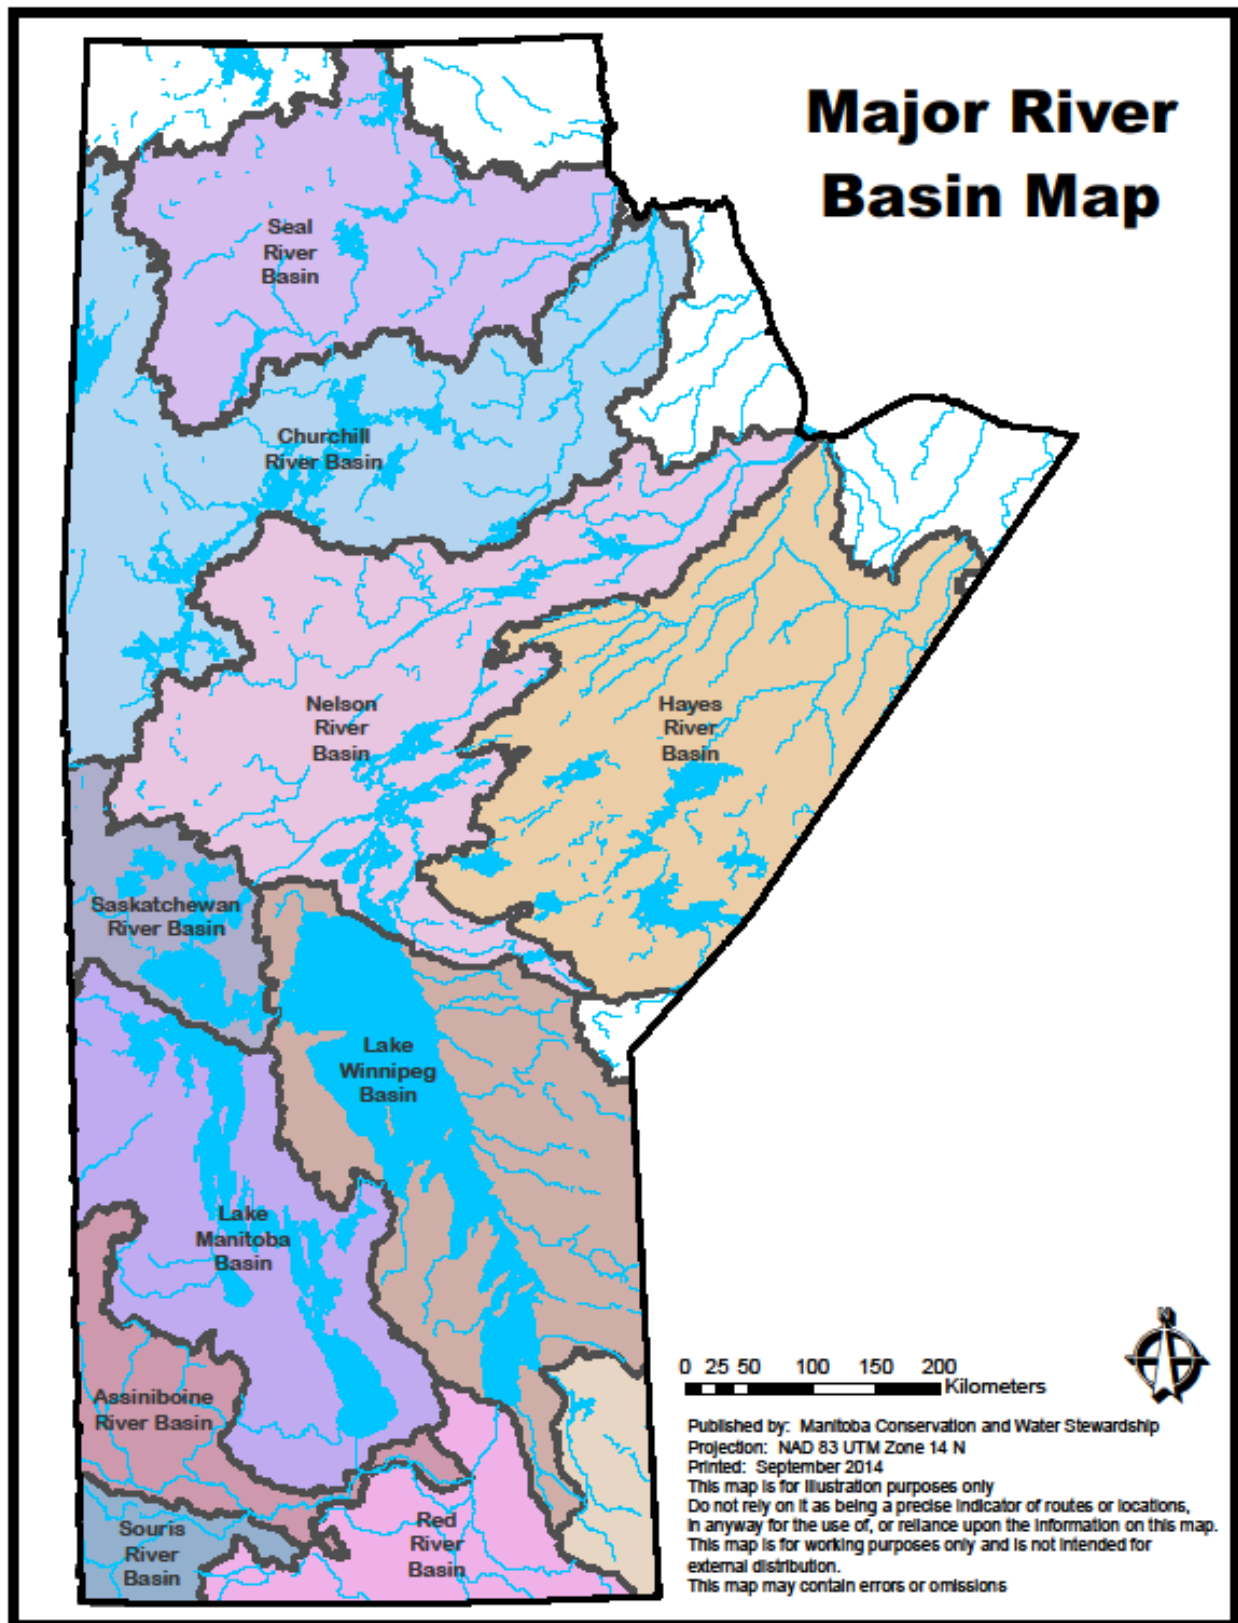 Major River
Basin Map
Seal
River
Basin
Churchill
River Basin
Nelson
River
Basin
Hayes
River
Basin
Saskatchewan
River Basin
Lake
Winnipeg
Basin
Lake
Manitoba
Basin
Assiniboine
River Basin
Souris
River
Basin
Red
River
Basin
N
0 25 50 100 150 200
Kilometers
Published by: Manitoba Conservation and Water Stewardship
Projection: NAD 83 UTM Zone 14 N
Printed: September 2014
This map is for illustration purposes only
Do not rely on it as being a precise indicator of routes or locations,
in anyway for the use of, or reliance upon the information on this map.
This map is for working purposes only and is not intended for
external distribution.
This map may contain errors or omissions